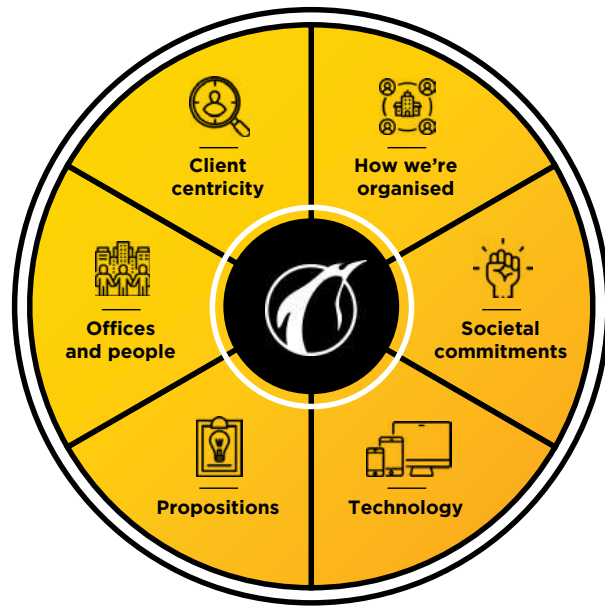 Client
centricity
How we're
organised
Offices
and people
Societal
commitments
Propositions
Technology